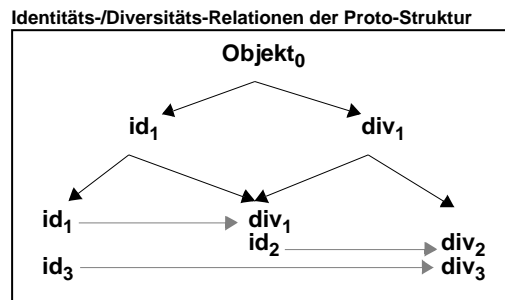 Identitäts-/Diversitäts-Relationen der Proto-Struktur
Objekt₀
id₁ div₁
id₁ div₁
id₂ div₂
id₃ div₃